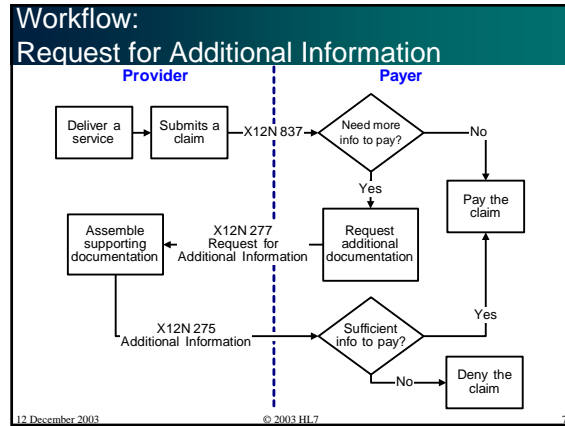 Workflow:
Request for Additional Information
Provider
Payer
Deliver a
service
Submits a
claim
X12N 837
Need more
info to pay?
No
Yes
Pay the
claim
Assemble
supporting
documentation
X12N 277
Request for
Additional Information
Request
additional
documentation
X12N 275
Additional Information
Sufficient
info to pay?
Yes
No
Deny the
claim
12 December 2003
© 2003 HL7
7